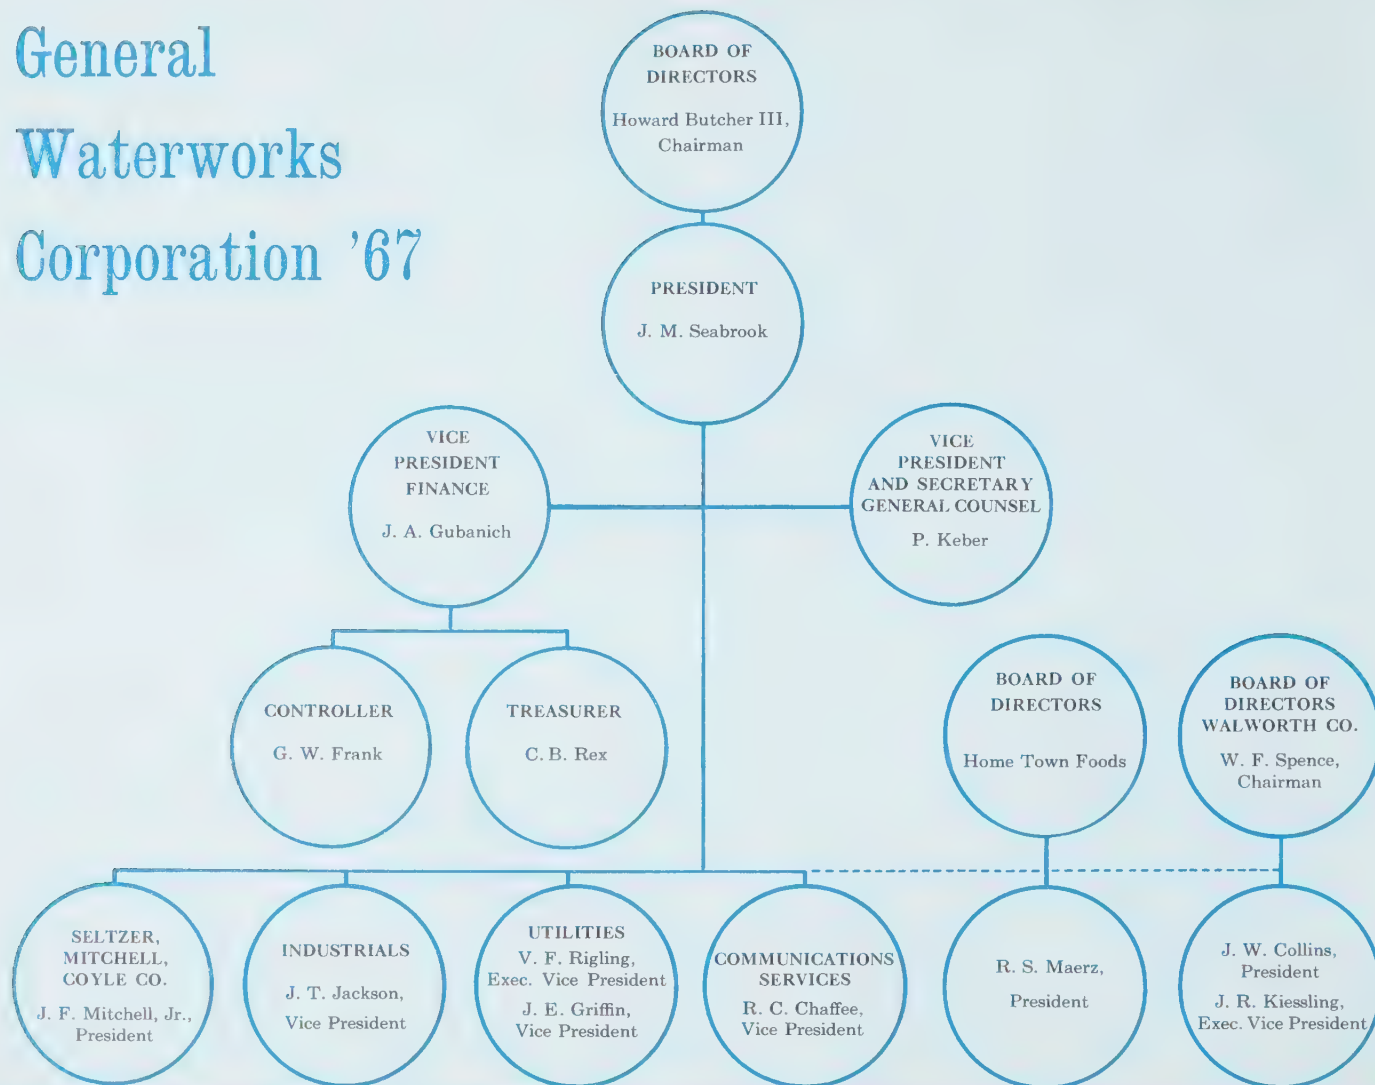 General
Waterworks
Corporation '67
BOARD OF
DIRECTORS
Howard Butcher III,
Chairman
PRESIDENT
J. M. Seabrook
VICE
PRESIDENT
FINANCE
J. A. Gubanich
VICE
PRESIDENT
AND SECRETARY
GENERAL COUNSEL
P. Keber
CONTROLLER
G. W. Frank
TREASURER
C. B. Rex
BOARD OF
DIRECTORS
Home Town Foods
BOARD OF
DIRECTORS
WALWORTH CO.
W. F. Spence,
Chairman
SELTZER,
MITCHELL,
COYLE CO.
J. F. Mitchell, Jr.,
President
INDUSTRIALS
J. T. Jackson,
Vice President
UTILITIES
V. F. Rigling,
Exec. Vice President
J. E. Griffin,
Vice President
COMMUNICATIONS
SERVICES
R. C. Chaffee,
Vice President
R. S. Maerz,
President
J. W. Collins,
President
J. R. Kiessling,
Exec. Vice President